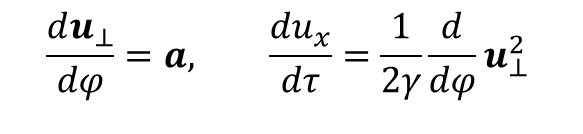 d𝒖⊥/dφ = 𝒂, du_x/dτ = 1/2γ d/dφ 𝒖⊥²